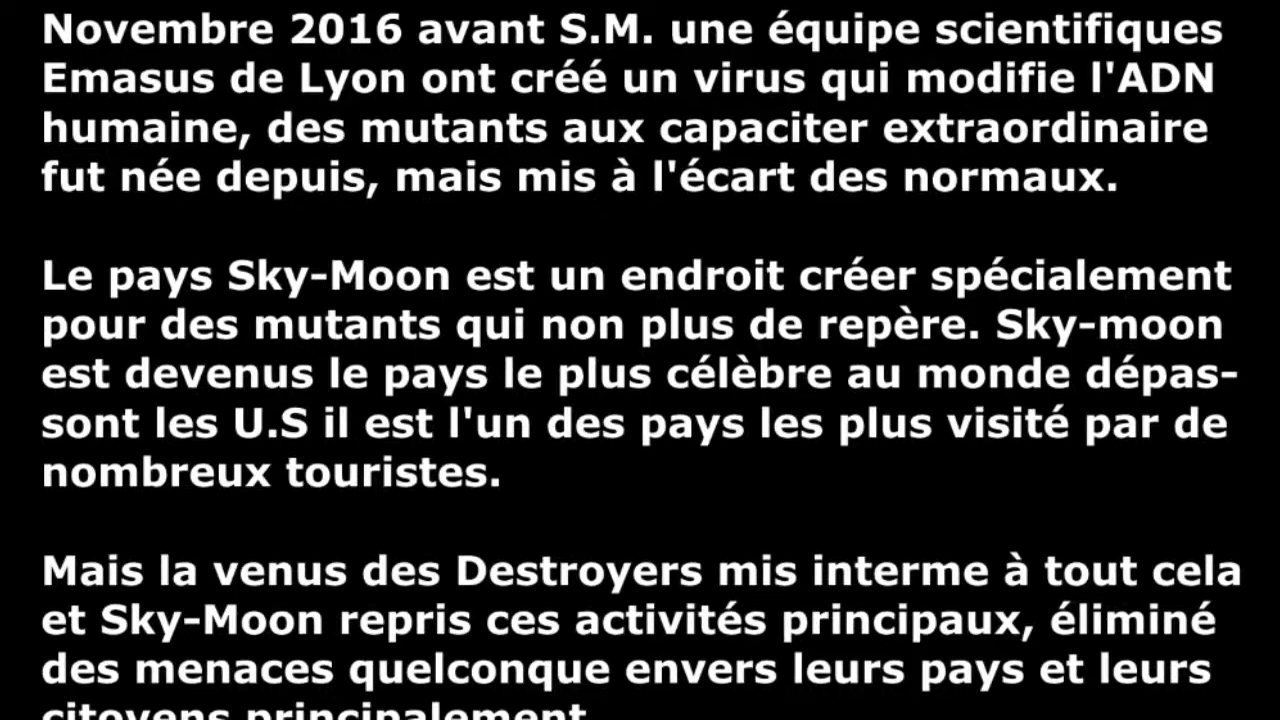 Novembre 2016 avant S.M. une équipe scientifiques
Emasus de Lyon ont créé un virus qui modifie l'ADN
humaine, des mutants aux capaciter extraordinaire
fut née depuis, mais mis à l'écart des normaux.
Le pays Sky-Moon est un endroit créer spécialement
pour des mutants qui non plus de repère. Sky-moon
est devenus le pays le plus célèbre au monde dépas-
sont les U.S il est l'un des pays les plus visité par de
nombreux touristes.
Mais la venus des Destroyers mis interme à tout cela
et Sky-Moon repris ces activités principaux, éliminé
des menaces quelconque envers leurs pays et leurs
citoyens principalement